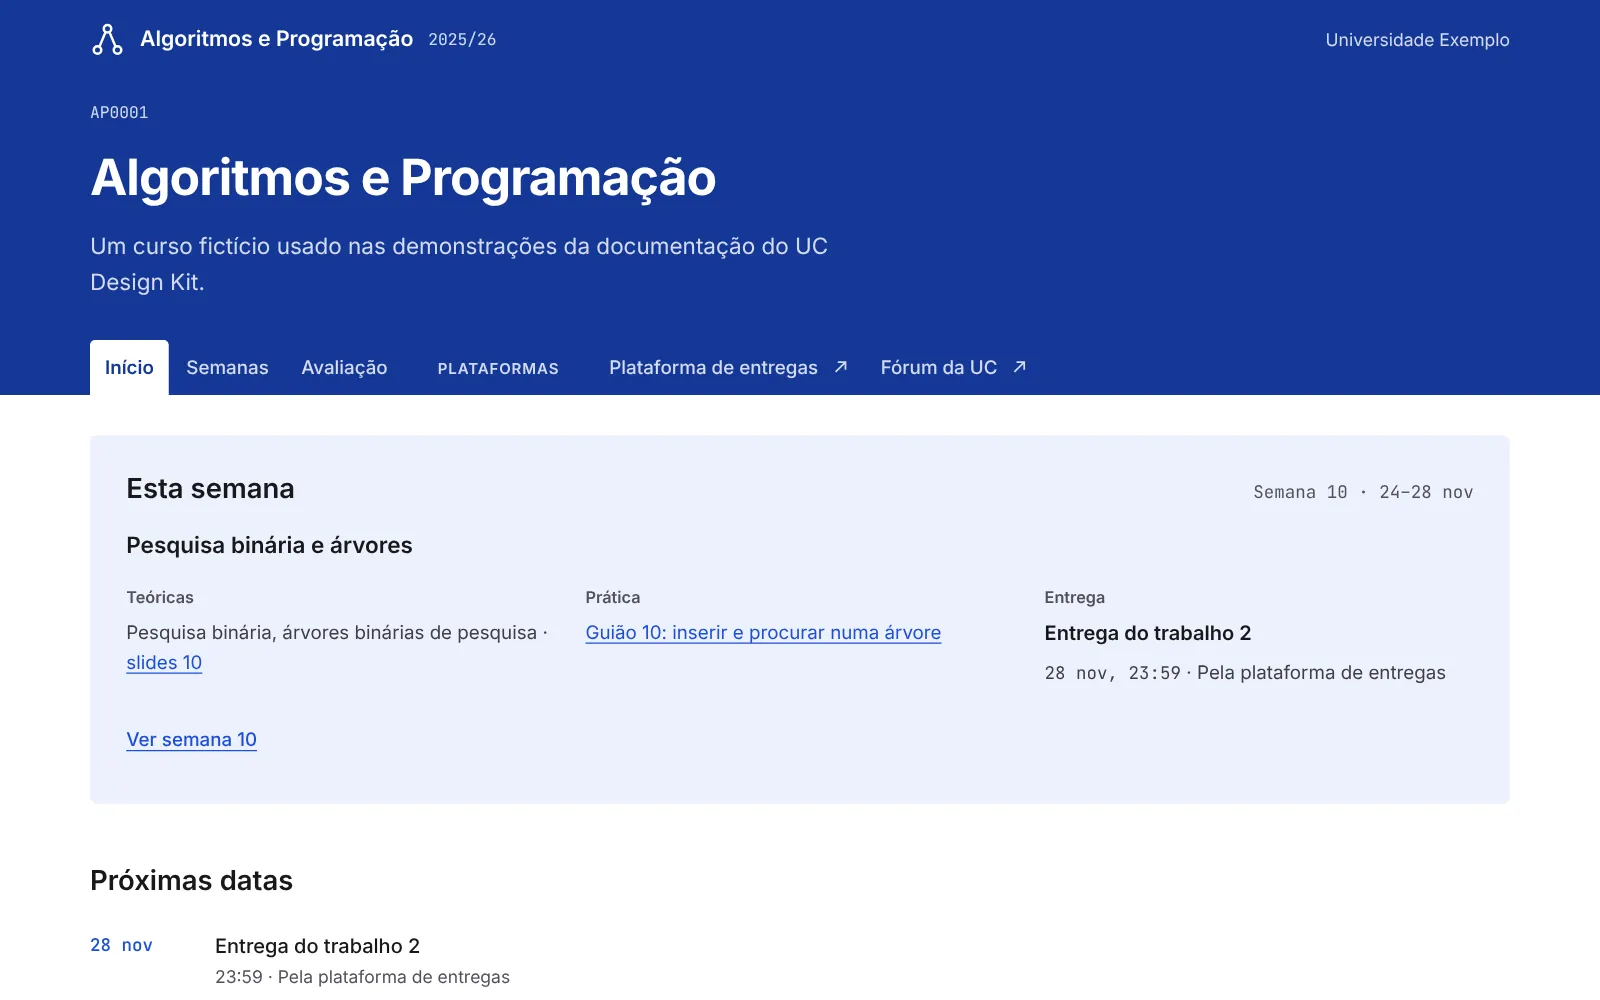 Algoritmos e Programação 2025/26
Universidade Exemplo
AP0001
Algoritmos e Programação
Um curso fictício usado nas demonstrações da documentação do UC
Design Kit.
Início Semanas Avaliação PLATAFORMAS Plataforma de entregas ↗ Fórum da UC ↗
Esta semana
Semana 10 · 24–28 nov
Pesquisa binária e árvores
Teóricas
Pesquisa binária, árvores binárias de pesquisa ·
slides 10
Prática
Guião 10: inserir e procurar numa árvore
Entrega
Entrega do trabalho 2
28 nov, 23:59 · Pela plataforma de entregas
Ver semana 10
Próximas datas
28 nov
Entrega do trabalho 2
23:59 · Pela plataforma de entregas